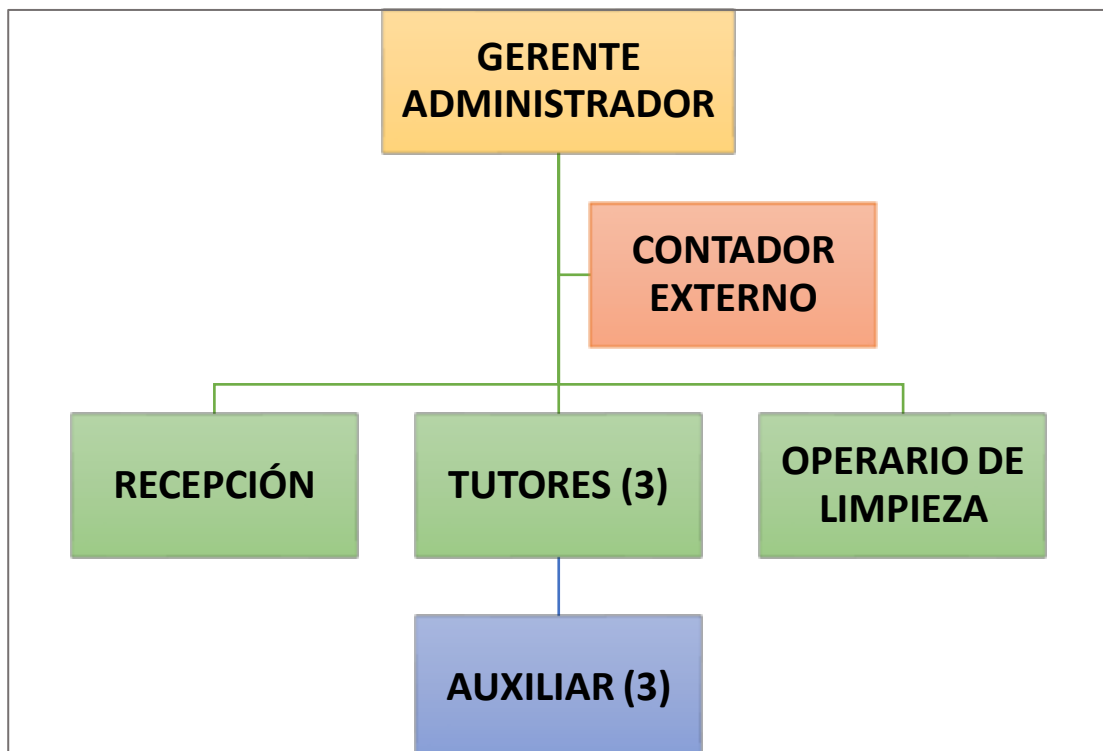 GERENTE
ADMINISTRADOR
CONTADOR
EXTERNO
RECEPCIÓN
TUTORES (3)
OPERARIO DE
LIMPIEZA
AUXILIAR (3)